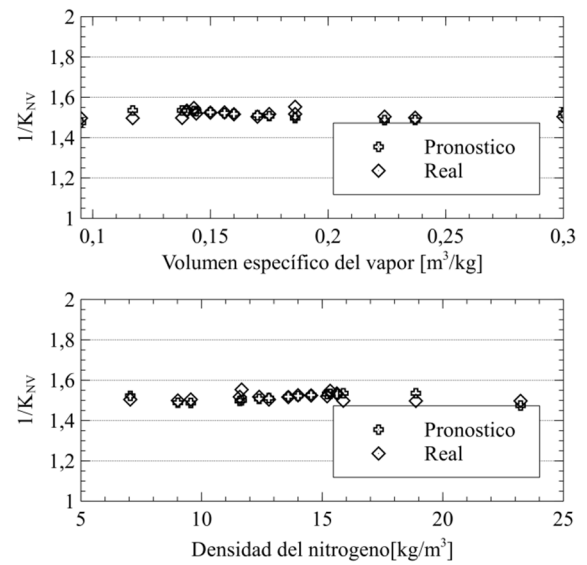 2
1,8
1,6
1,4
1,2
1
1/K_NV
Pronostico
Real
0,1 0,15 0,2 0,25 0,3
Volumen específico del vapor [m³/kg]
2
1,8
1,6
1,4
1,2
1
1/K_NV
Pronostico
Real
5 10 15 20 25
Densidad del nitrogeno[kg/m³]